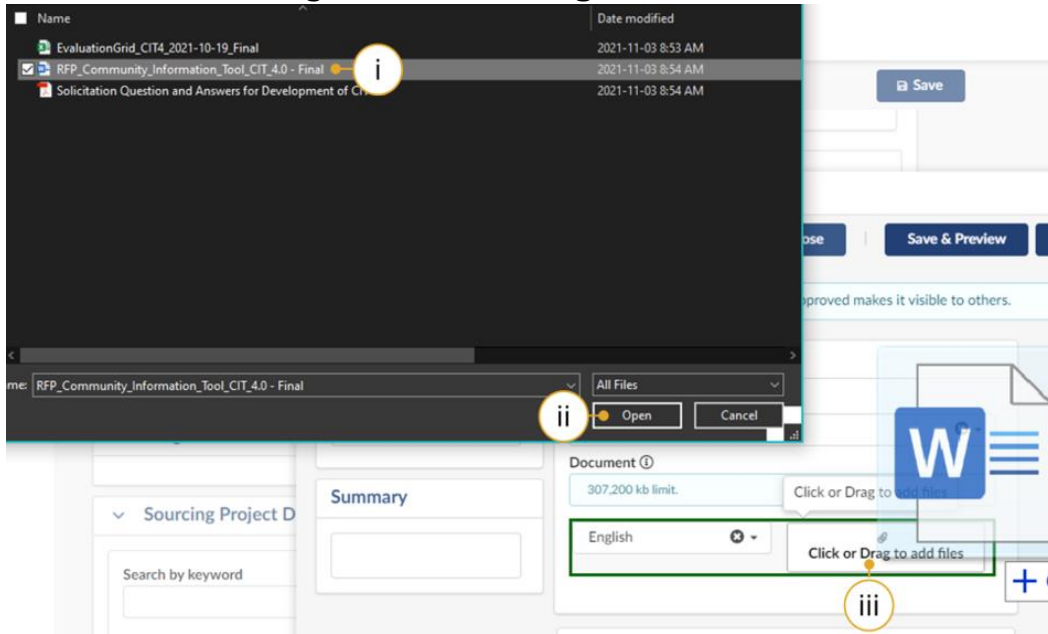 Name Date modified
EvaluationGrid_CIT4_2021-10-19_Final 2021-11-03 8:53 AM
RFP_Community_Information_Tool_CIT_4.0 - Final i 2021-11-03 8:54 AM
Solicitation Question and Answers for Development of 2021-11-03 8:54 AM
Save
ose Save & Preview
pproved makes it visible to others.
me: RFP_Community_Information_Tool_CIT_4.0 - Final All Files
ii Open Cancel
Document
307,200 kb limit. Click or Drag to add files
Summary
Sourcing Project D
English
Click or Drag to add files
Search by keyword
iii
W